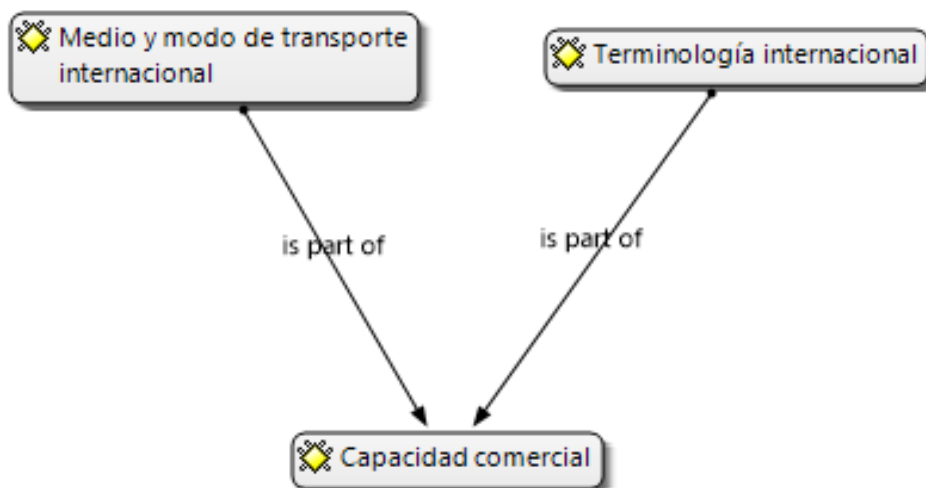 Medio y modo de transporte
internacional
Terminología internacional
is part of
is part of
Capacidad comercial